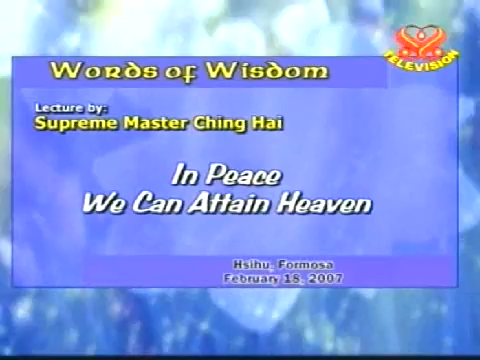 TELEVISION
Words of Wisdom
Lecture by:
Supreme Master Ching Hai
In Peace
We Can Attain Heaven
Hsihu, Formosa
February 18, 2007